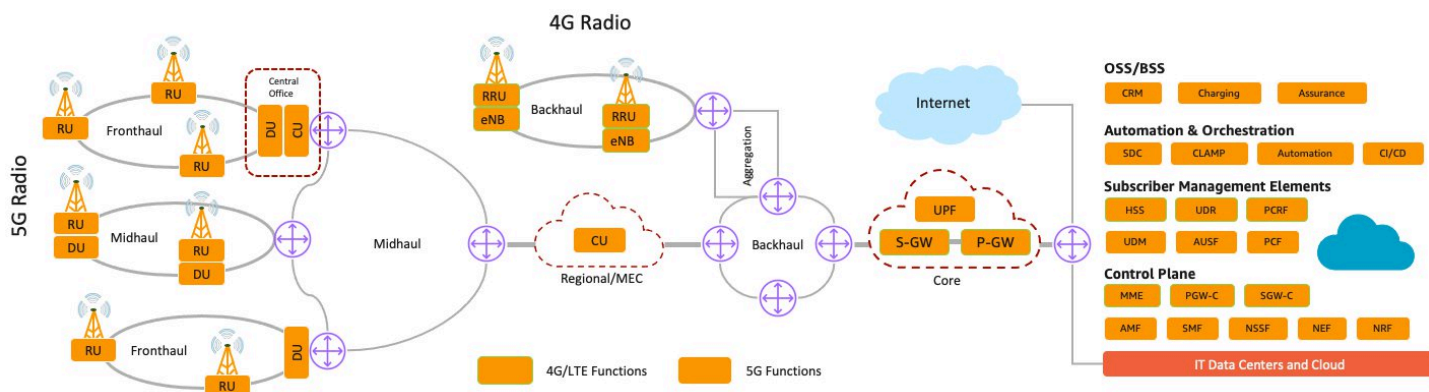 4G Radio
5G Radio
RU
RU
Fronthaul
RU
Central
Office
DU
CU
RU
DU
Midhaul
RU
DU
RU
Fronthaul
RU
DU
Midhaul
RRU
eNB
Backhaul
RRU
eNB
Aggregation
CU
Regional/MEC
Backhaul
Internet
UPF
S-GW
P-GW
Core
4G/LTE Functions
5G Functions
OSS/BSS
CRM
Charging
Assurance
Automation & Orchestration
SDC
CLAMP
Automation
CI/CD
Subscriber Management Elements
HSS
UDR
PCRF
UDM
AUSF
PCF
Control Plane
MME
PGW-C
SGW-C
AMF
SMF
NSSF
NEF
NRF
IT Data Centers and Cloud